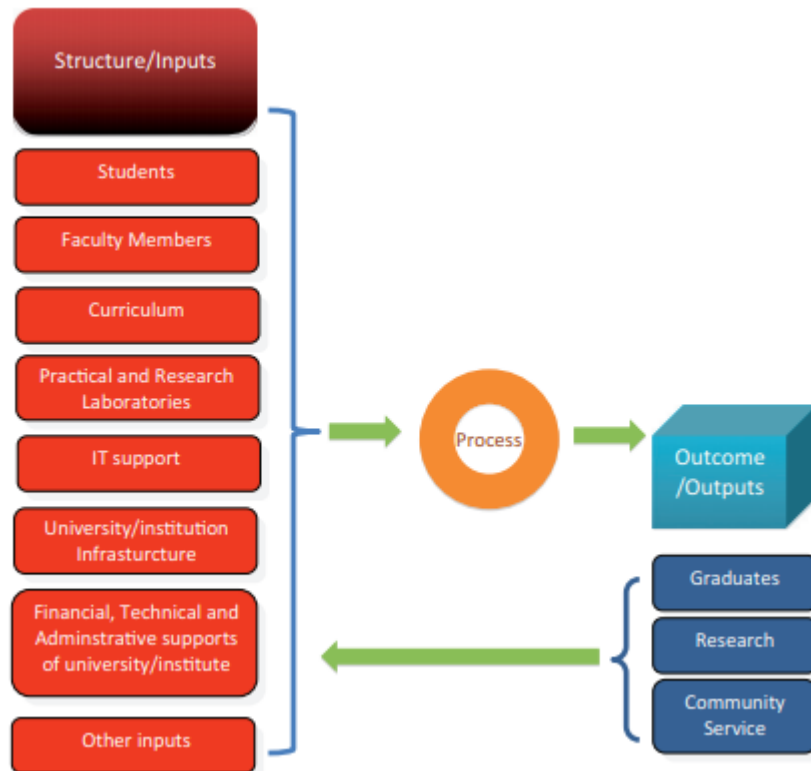 Structure/Inputs
Students
Faculty Members
Curriculum
Practical and Research
Laboratories
IT support
University/institution
Infrasturcture
Financial, Technical and
Adminstrative supports
of university/institute
Other inputs
Process
Outcome
/Outputs
Graduates
Research
Community
Service